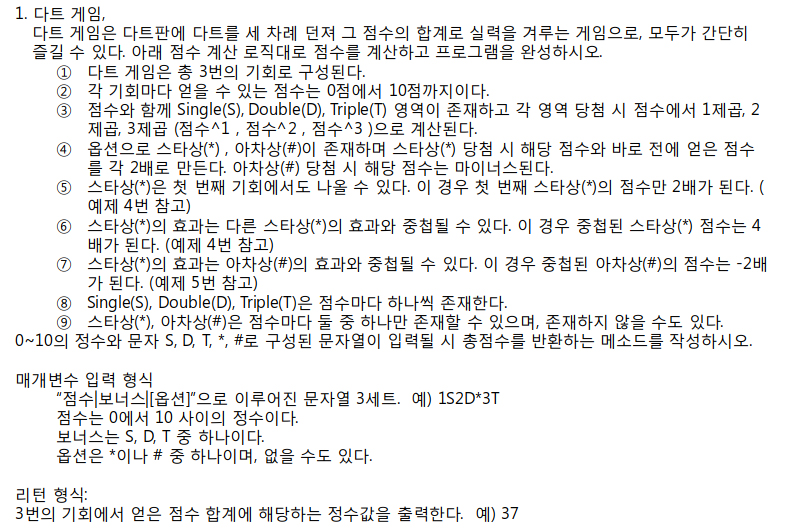 1. 다트 게임,
다트 게임은 다트판에 다트를 세 차례 던져 그 점수의 합계로 실력을 겨루는 게임으로, 모두가 간단히
즐길 수 있다. 아래 점수 계산 로직대로 점수를 계산하고 프로그램을 완성하시오.
① 다트 게임은 총 3번의 기회로 구성된다.
② 각 기회마다 얻을 수 있는 점수는 0점에서 10점까지이다.
③ 점수와 함께 Single(S), Double(D), Triple(T) 영역이 존재하고 각 영역 당첨 시 점수에서 1제곱, 2
제곱, 3제곱 (점수^1 , 점수^2 , 점수^3 )으로 계산된다.
④ 옵션으로 스타상(*) , 아차상(#)이 존재하며 스타상(*) 당첨 시 해당 점수와 바로 전에 얻은 점수
를 각 2배로 만든다. 아차상(#) 당첨 시 해당 점수는 마이너스된다.
⑤ 스타상(*)은 첫 번째 기회에서도 나올 수 있다. 이 경우 첫 번째 스타상(*)의 점수만 2배가 된다. (
예제 4번 참고)
⑥ 스타상(*)의 효과는 다른 스타상(*)의 효과와 중첩될 수 있다. 이 경우 중첩된 스타상(*) 점수는 4
배가 된다. (예제 4번 참고)
⑦ 스타상(*)의 효과는 아차상(#)의 효과와 중첩될 수 있다. 이 경우 중첩된 아차상(#)의 점수는 -2배
가 된다. (예제 5번 참고)
⑧ Single(S), Double(D), Triple(T)은 점수마다 하나씩 존재한다.
⑨ 스타상(*), 아차상(#)은 점수마다 둘 중 하나만 존재할 수 있으며, 존재하지 않을 수도 있다.
0~10의 정수와 문자 S, D, T, *, #로 구성된 문자열이 입력될 시 총점수를 반환하는 메소드를 작성하시오.
매개변수 입력 형식
"점수|보너스|[옵션]"으로 이루어진 문자열 3세트. 예) 1S2D*3T
점수는 0에서 10 사이의 정수이다.
보너스는 S, D, T 중 하나이다.
옵션은 *이나 # 중 하나이며, 없을 수도 있다.
리턴 형식:
3번의 기회에서 얻은 점수 합계에 해당하는 정수값을 출력한다. 예) 37